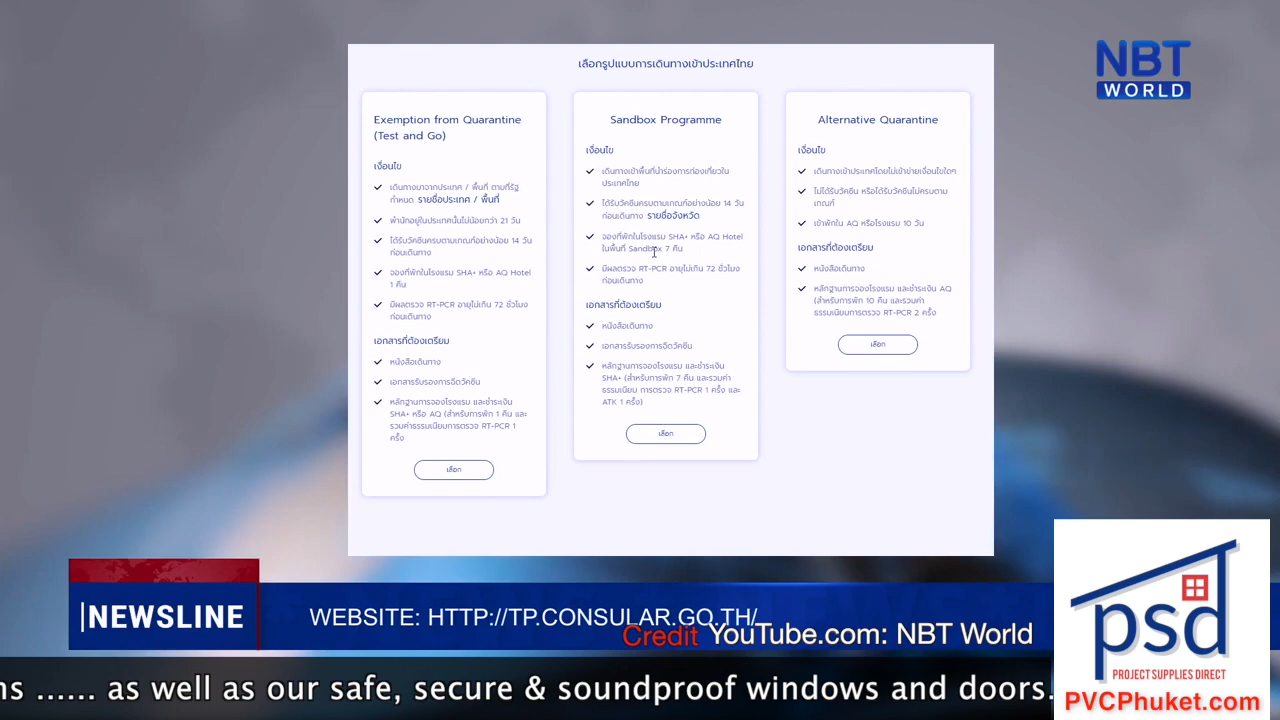 เลือกรูปแบบการเดินทางเข้าประเทศไทย
NBT
WORLD
Exemption from Quarantine
(Test and Go)
เงื่อนไข
เดินทางมาจากประเทศ / พื้นที่ ตามที่รัฐ
กำหนด รายชื่อประเทศ / พื้นที่
พำนักอยู่ในประเทศนั้นไม่น้อยกว่า 21 วัน
ได้รับวัคซีนครบตามเกณฑ์อย่างน้อย 14 วัน
ก่อนเดินทาง
จองที่พักในโรงแรม SHA+ หรือ AQ Hotel
1 คืน
มีผลตรวจ RT-PCR อายุไม่เกิน 72 ชั่วโมง
ก่อนเดินทาง
เอกสารที่ต้องเตรียม
หนังสือเดินทาง
เอกสารรับรองการฉีดวัคซีน
หลักฐานการจองโรงแรม และชำระเงิน
SHA+ หรือ AQ (สำหรับการพัก 1 คืน และ
รวมค่าธรรมเนียมการตรวจ RT-PCR 1
ครั้ง
เลือก
Sandbox Programme
เงื่อนไข
เดินทางเข้าพื้นที่นำร่องการท่องเที่ยวใน
ประเทศไทย
ได้รับวัคซีนครบตามเกณฑ์อย่างน้อย 14 วัน
ก่อนเดินทาง รายชื่อจังหวัด
จองที่พักในโรงแรม SHA+ หรือ AQ Hotel
ในพื้นที่ Sandbox 7 คืน
มีผลตรวจ RT-PCR อายุไม่เกิน 72 ชั่วโมง
ก่อนเดินทาง
เอกสารที่ต้องเตรียม
หนังสือเดินทาง
เอกสารรับรองการฉีดวัคซีน
หลักฐานการจองโรงแรม และชำระเงิน
SHA+ (สำหรับการพัก 7 คืน และรวมค่า
ธรรมเนียม การตรวจ RT-PCR 1 ครั้ง และ
ATK 1 ครั้ง)
เลือก
Alternative Quarantine
เงื่อนไข
เดินทางเข้าประเทศโดยไม่เข้าข่ายเงื่อนไขใดๆ
ไม่ได้รับวัคซีน หรือได้รับวัคซีนไม่ครบตาม
เกณฑ์
เข้าพักใน AQ หรือโรงแรม 10 วัน
เอกสารที่ต้องเตรียม
หนังสือเดินทาง
หลักฐานการจองโรงแรม และชำระเงิน AQ
(สำหรับการพัก 10 คืน และรวมค่า
ธรรมเนียมการตรวจ RT-PCR 2 ครั้ง
เลือก
NEWSLINE
WEBSITE: HTTP://TP.CONSULAR.GO.TH/
Credit YouTube.com: NBT World
psd
PROJECT SUPPLIES DIRECT
PVCPhuket.com
ns ...... as well as our safe, secure & soundproof windows and doors.